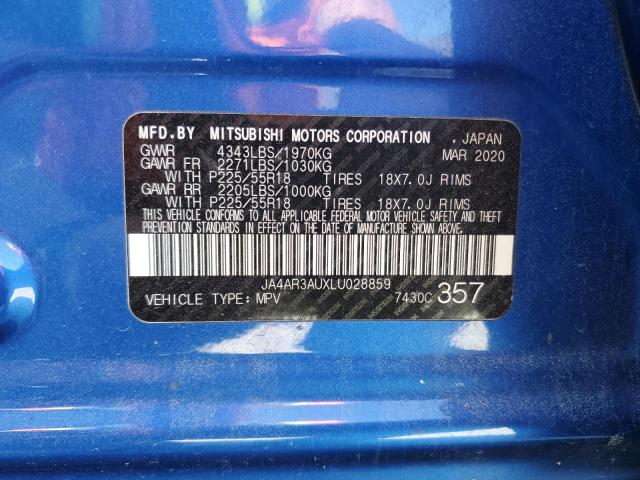 MFD.BY MITSUBISHI MOTORS CORPORATION , JAPAN
GVWR 4343LBS/1970KG MAR 2020
GAWR FR 2271LBS/1030KG
WITH P225/55R18 TIRES 18X7.0J RIMS
GAWR RR 2205LBS/1000KG
WITH P225/55R18 TIRES 18X7.0J RIMS
THIS VEHICLE CONFORMS TO ALL APPLICABLE FEDERAL MOTOR VEHICLE SAFETY AND THEFT
PREVENTION STANDARDS IN EFFECT ON THE DATE OF MANUFACTURE SHOWN ABOVE.
JA4AR3AUXLU028859
VEHICLE TYPE: MPV 7430C 357